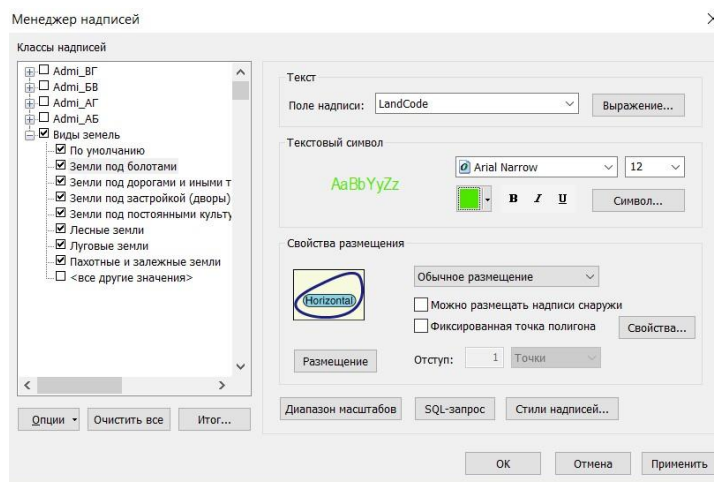 Менеджер надписей
Классы надписей
Admi_ВГ
Admi_БВ
Admi_АГ
Admi_АБ
Виды земель
По умолчанию
Земли под болотами
Земли под дорогами и иными т
Земли под застройкой (дворы)
Земли под постоянными культу
Лесные земли
Луговые земли
Пахотные и залежные земли
<все другие значения>
Опции
Очистить все
Итог...
Текст
Поле надписи: LandCode
Выражение...
Текстовый символ
AaBbYyZz
Arial Narrow
12
B I U
Символ...
Свойства размещения
Horizontal
Обычное размещение
Можно размещать надписи снаружи
Фиксированная точка полигона
Свойства...
Размещение
Отступ: 1 Точки
Диапазон масштабов
SQL-запрос
Стили надписей...
ОК
Отмена
Применить